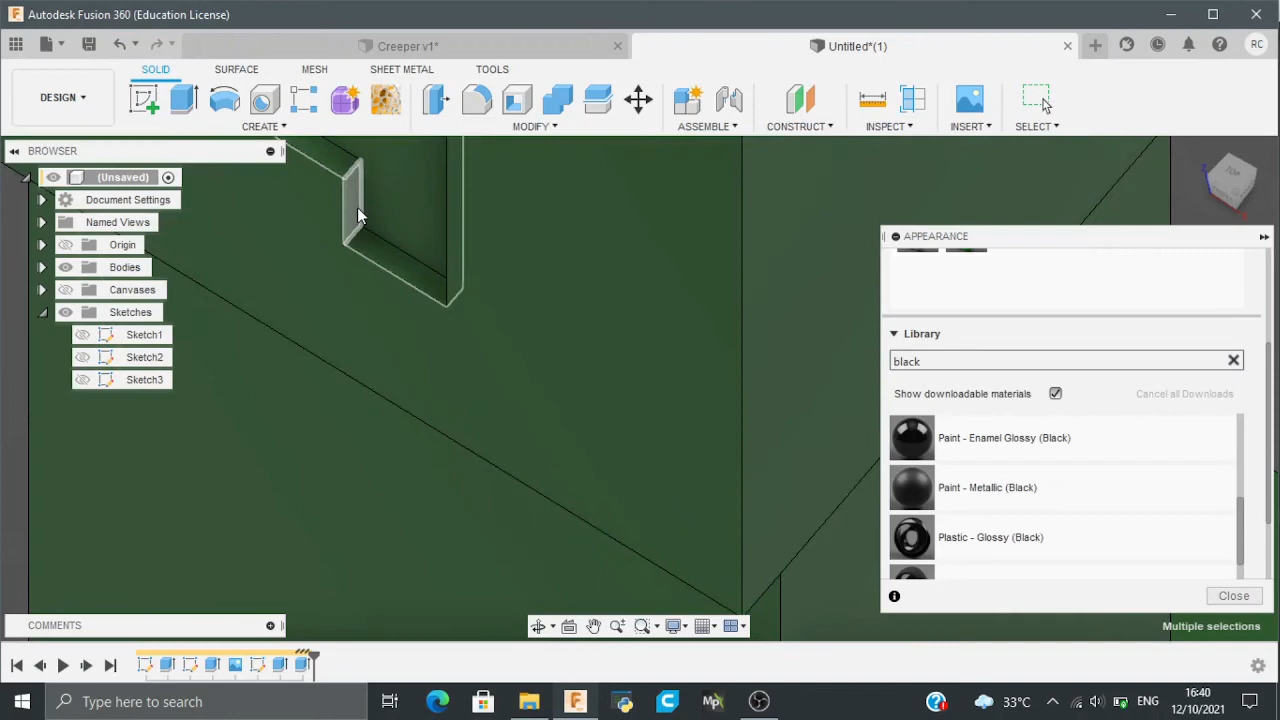 Autodesk Fusion 360 (Education License)
Creeper v1*
Untitled*(1)
RC
DESIGN
SOLID
SURFACE
MESH
SHEET METAL
TOOLS
CREATE
MODIFY
ASSEMBLE
CONSTRUCT
INSPECT
INSERT
SELECT
BROWSER
(Unsaved)
Document Settings
Named Views
Origin
Bodies
Canvases
Sketches
Sketch1
Sketch2
Sketch3
TOP
APPEARANCE
Library
black
Show downloadable materials
Cancel all Downloads
Paint - Enamel Glossy (Black)
Paint - Metallic (Black)
Plastic - Glossy (Black)
Close
COMMENTS
Multiple selections
Type here to search
33°C
ENG
16:40
12/10/2021